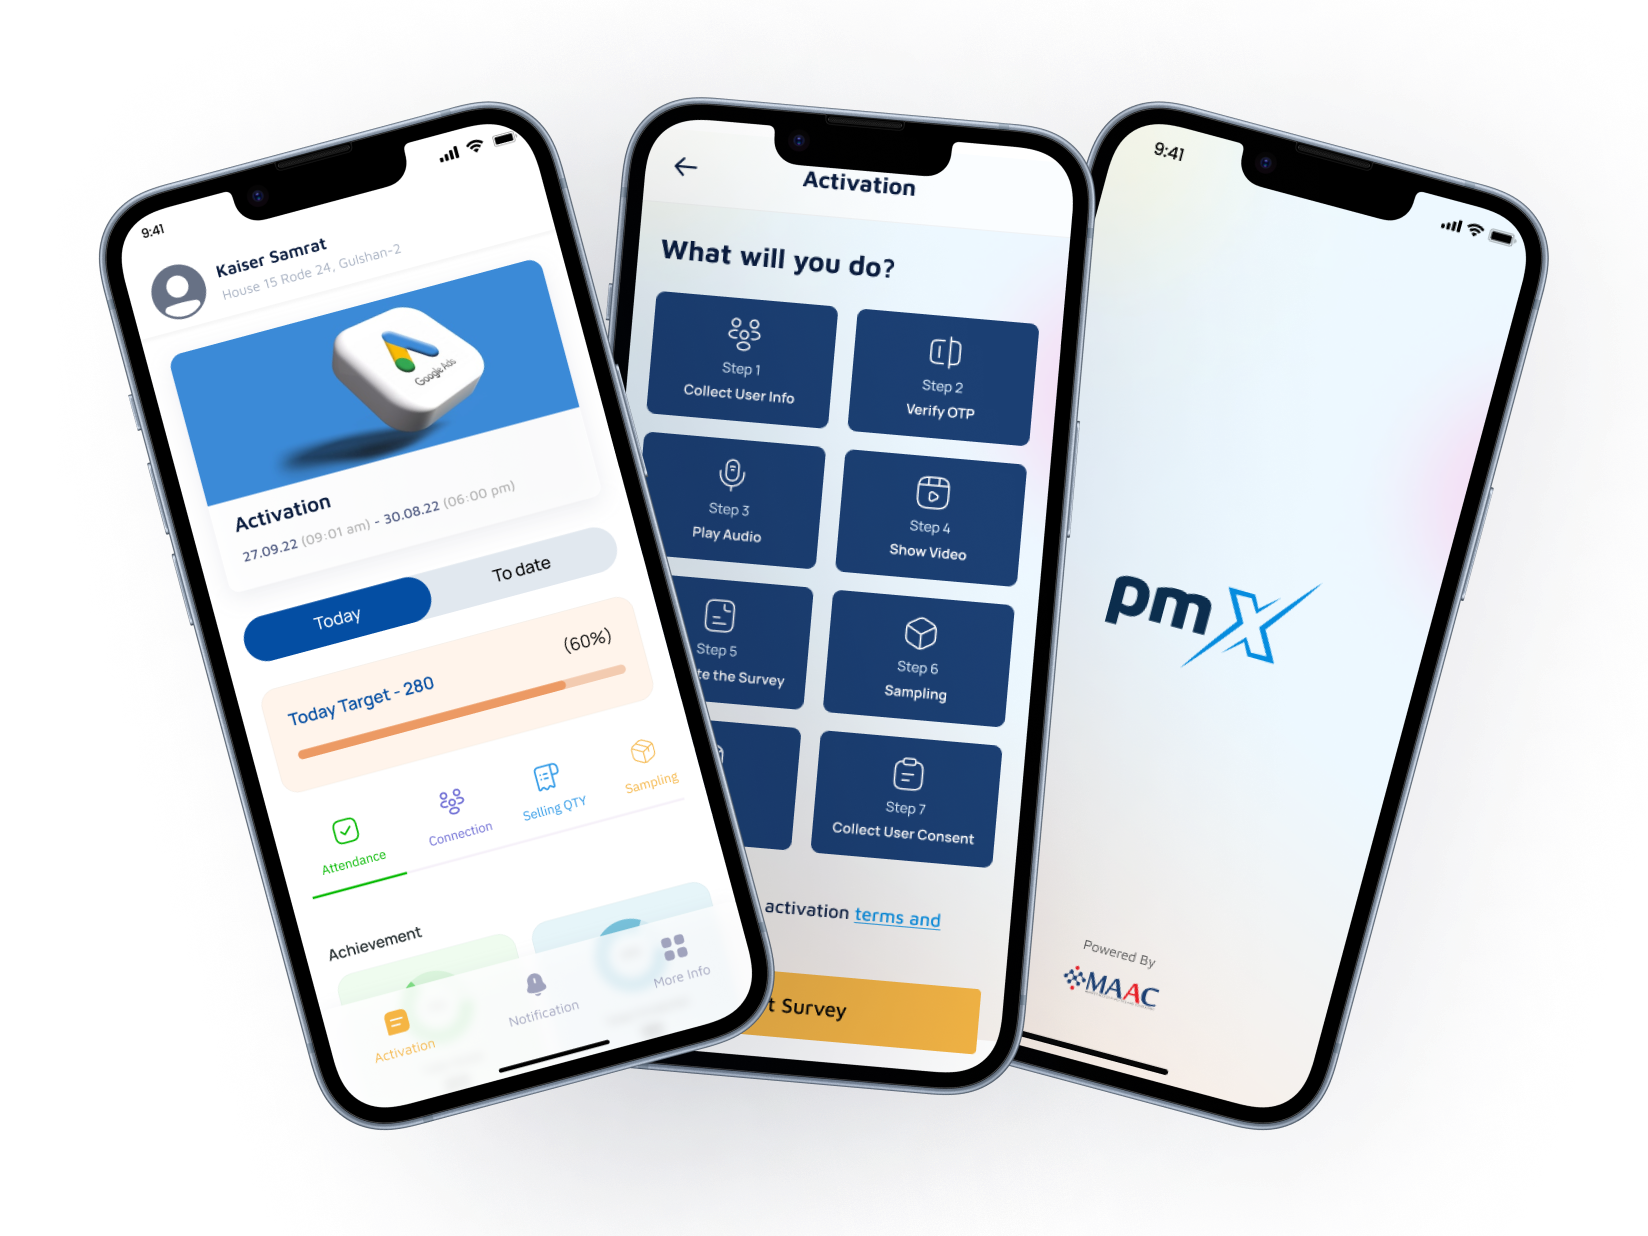 9:41
Kaiser Samrat
House 15 Rode 24, Gulshan-2
Google Ads
Activation
27.09.22 (09:01 am) - 30.08.22 (06:00 pm)
Today
To date
Today Target - 280
(60%)
Attendance
Connection
Selling QTY
Sampling
Achievement
Activation
Notification
More Info
Activation
What will you do?
Step 1
Collect User Info
Step 2
Verify OTP
Step 3
Play Audio
Step 4
Show Video
Step 5
the Survey
Step 6
Sampling
Step 7
Collect User Consent
activation terms and
Survey
9:41
pmX
Powered By
MAAC